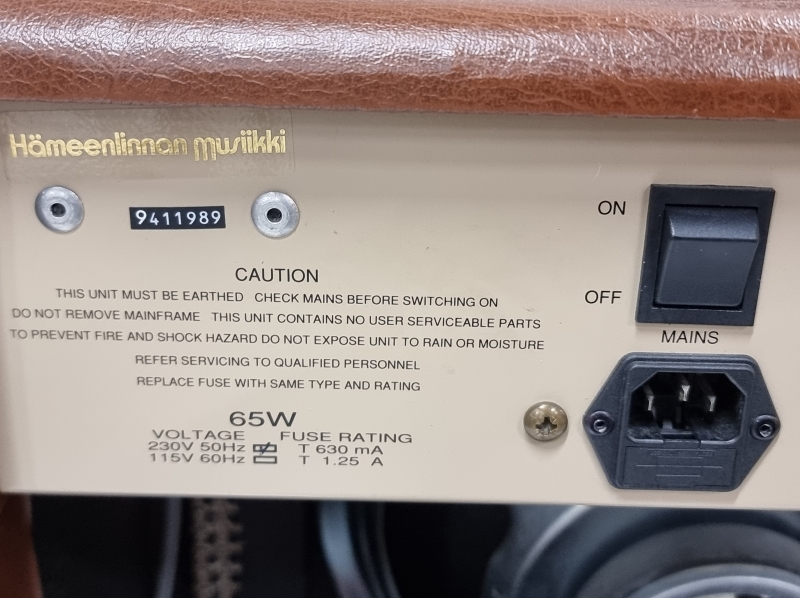 Hämeenlinnan musiikki
9411989
ON
OFF
MAINS
CAUTION
THIS UNIT MUST BE EARTHED CHECK MAINS BEFORE SWITCHING ON
DO NOT REMOVE MAINFRAME THIS UNIT CONTAINS NO USER SERVICEABLE PARTS
TO PREVENT FIRE AND SHOCK HAZARD DO NOT EXPOSE UNIT TO RAIN OR MOISTURE
REFER SERVICING TO QUALIFIED PERSONNEL
REPLACE FUSE WITH SAME TYPE AND RATING
65W
VOLTAGE FUSE RATING
230V 50Hz T 630 mA
115V 60Hz T 1.25 A